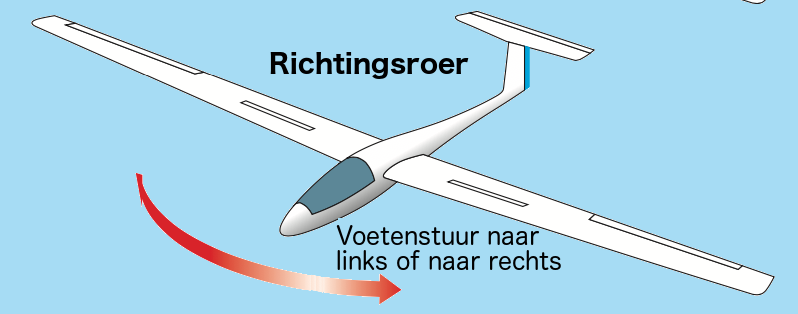 Richtingsroer
Voetenstuur naar
links of naar rechts